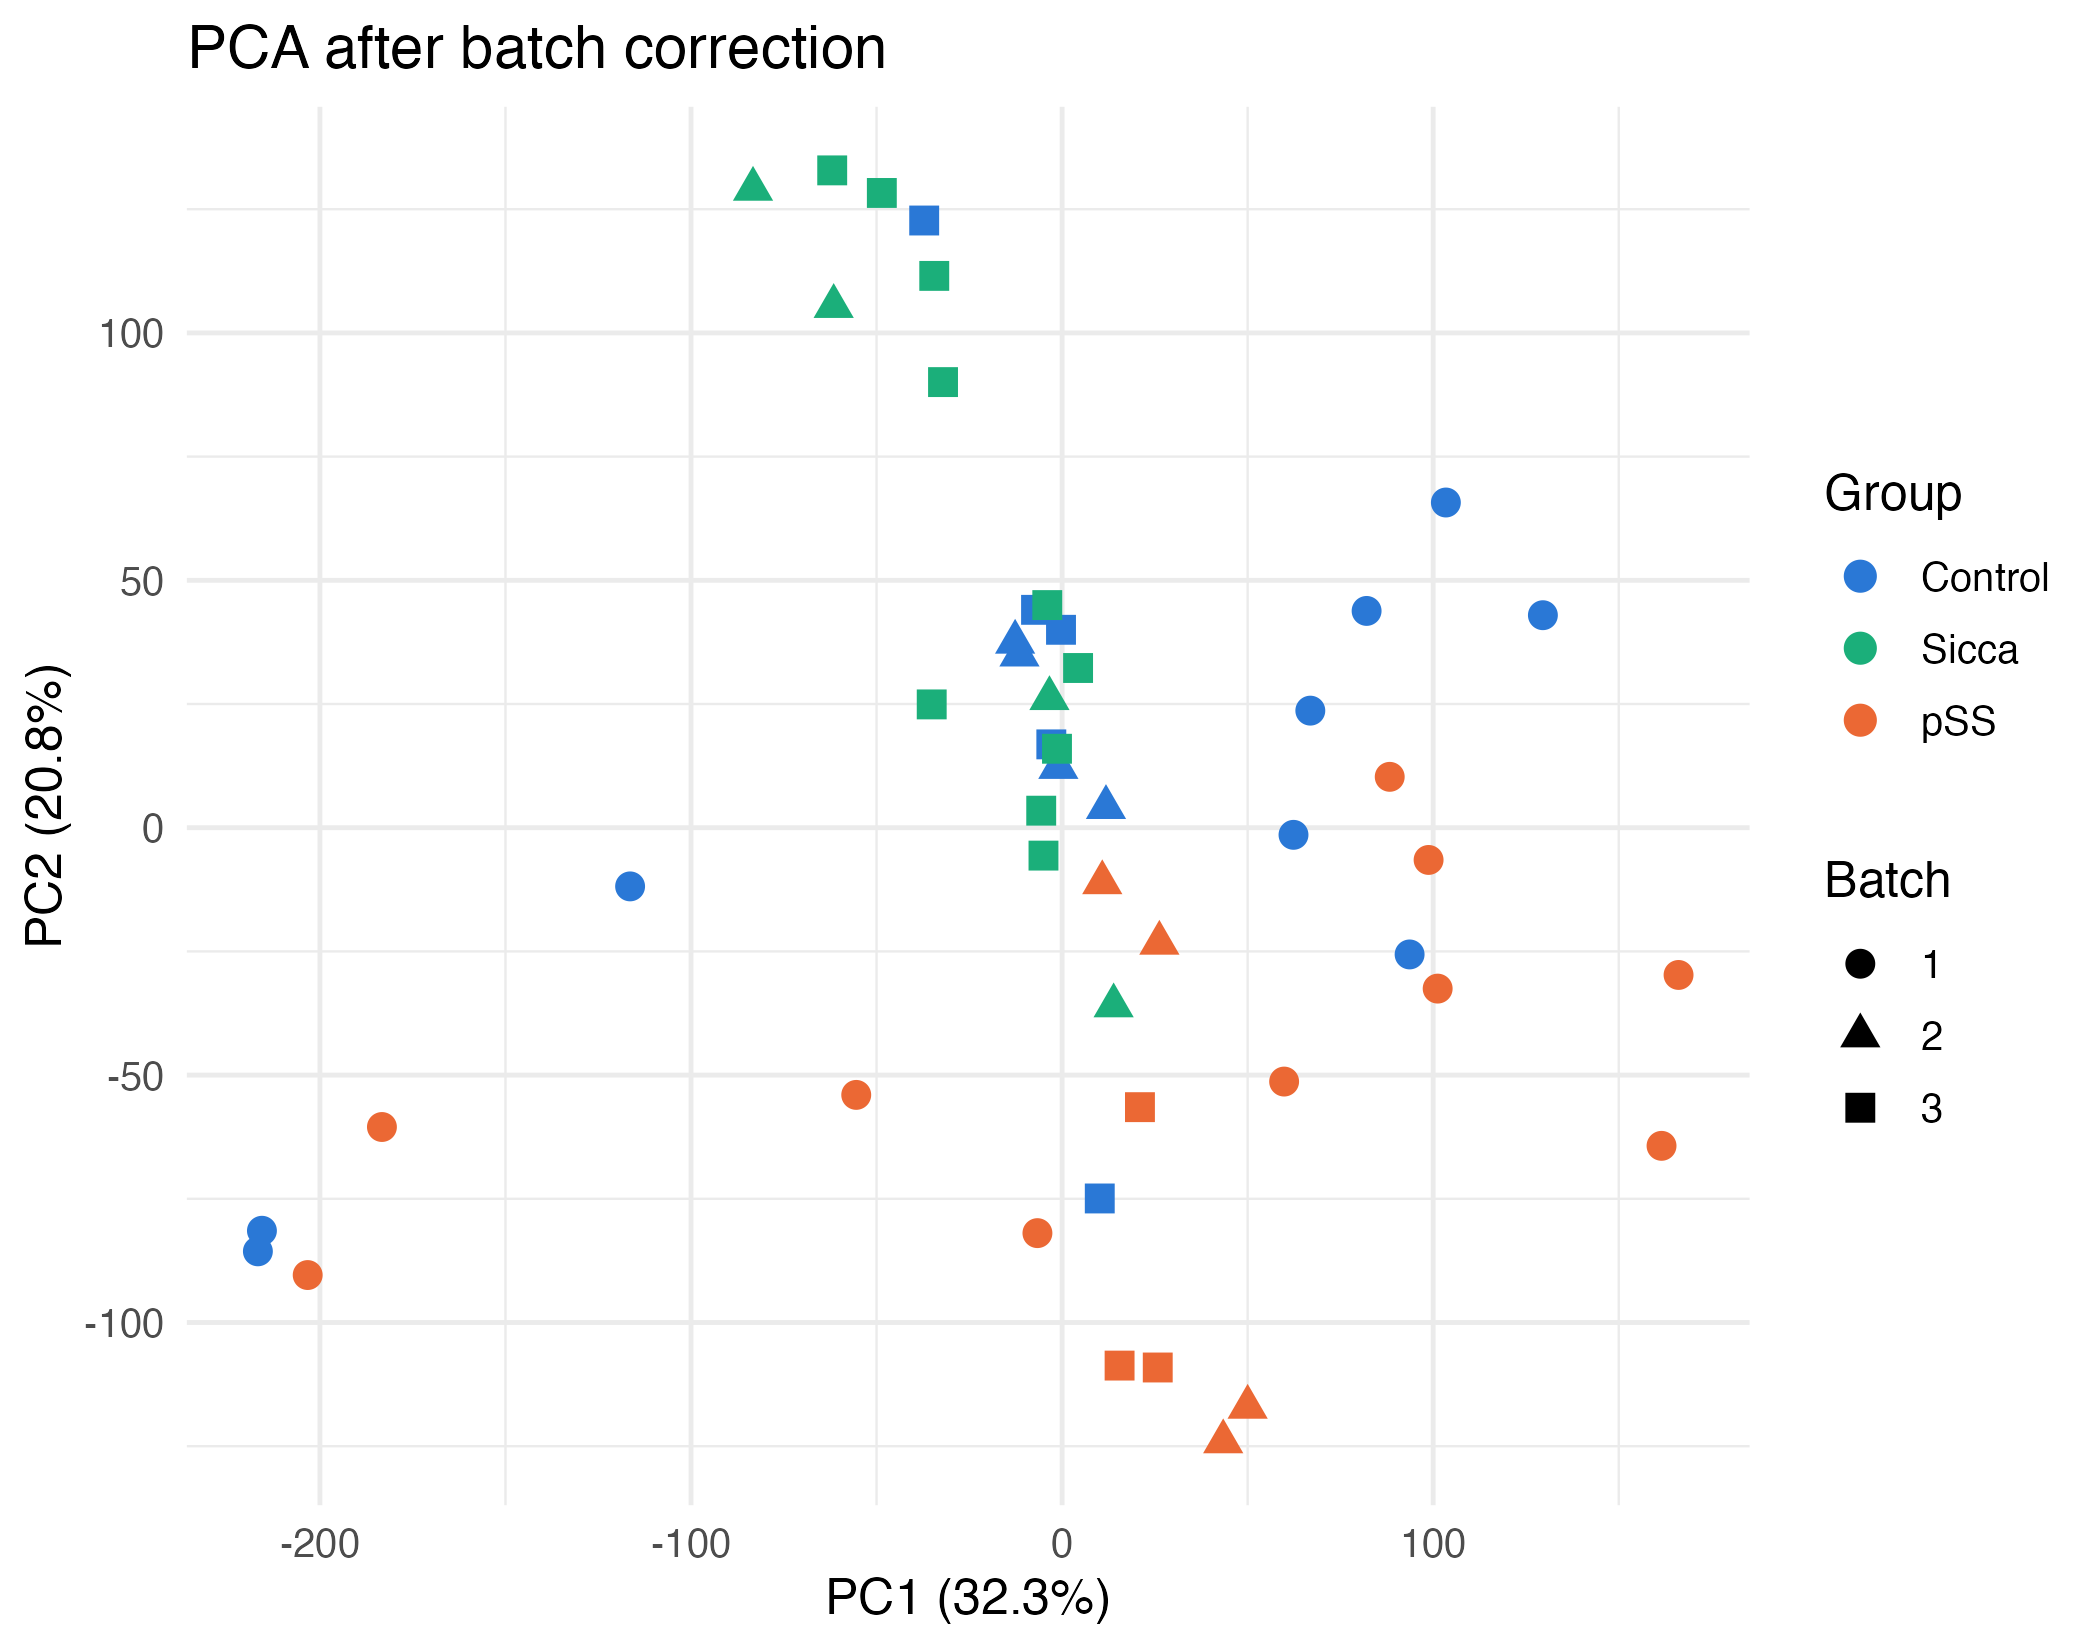 PCA after batch correction
100
50
0
-50
-100
PC2 (20.8%)
-200
-100
0
100
PC1 (32.3%)
Group
Control
Sicca
pSS
Batch
1
2
3